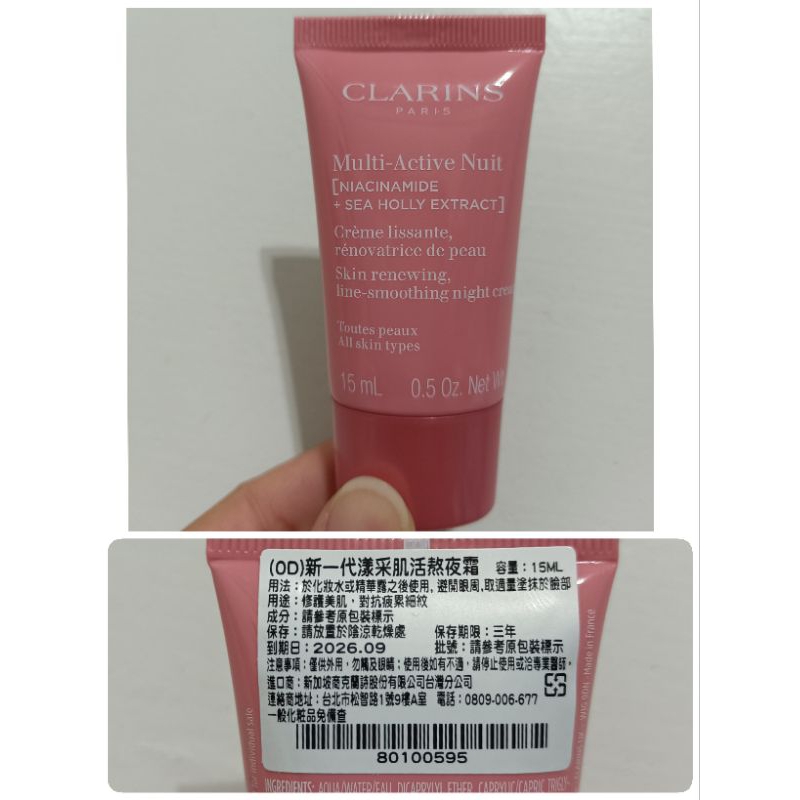 CLARINS
PARIS
Multi-Active Nuit
[NIACINAMIDE
+ SEA HOLLY EXTRACT]
Crème lissante,
rénovatrice de peau
Skin renewing,
line-smoothing night
Toutes peaux
All skin types
15 mL 0.5 Oz. Net
(OD)新一代漾采肌活熬夜霜 容量：15ML
用法：於化妝水或精華露之後使用，避開眼周，取適量塗抹於臉部
用途：修護美肌，對抗疲累細紋
成分：請參考原包裝標示
保存：請放置於陰涼乾燥處 保存期限：三年
到期日：2026.09 批號：請參考原包裝標示
注意事項：僅供外用，勿觸及眼睛；使用後如有不適，請停止使用或洽專業醫師。
進口商：新加坡商克蘭詩股份有限公司台灣分公司
連絡商地址：台北市松智路1號9樓A室 電話：0809-006-677
一般化粧品免備查
80100595
for individual sale
Made in France
INGREDIENTS: AQUA/WATER/EAU, DICAPRYLYL ETHER, CAPRYLIC/CAPRIC